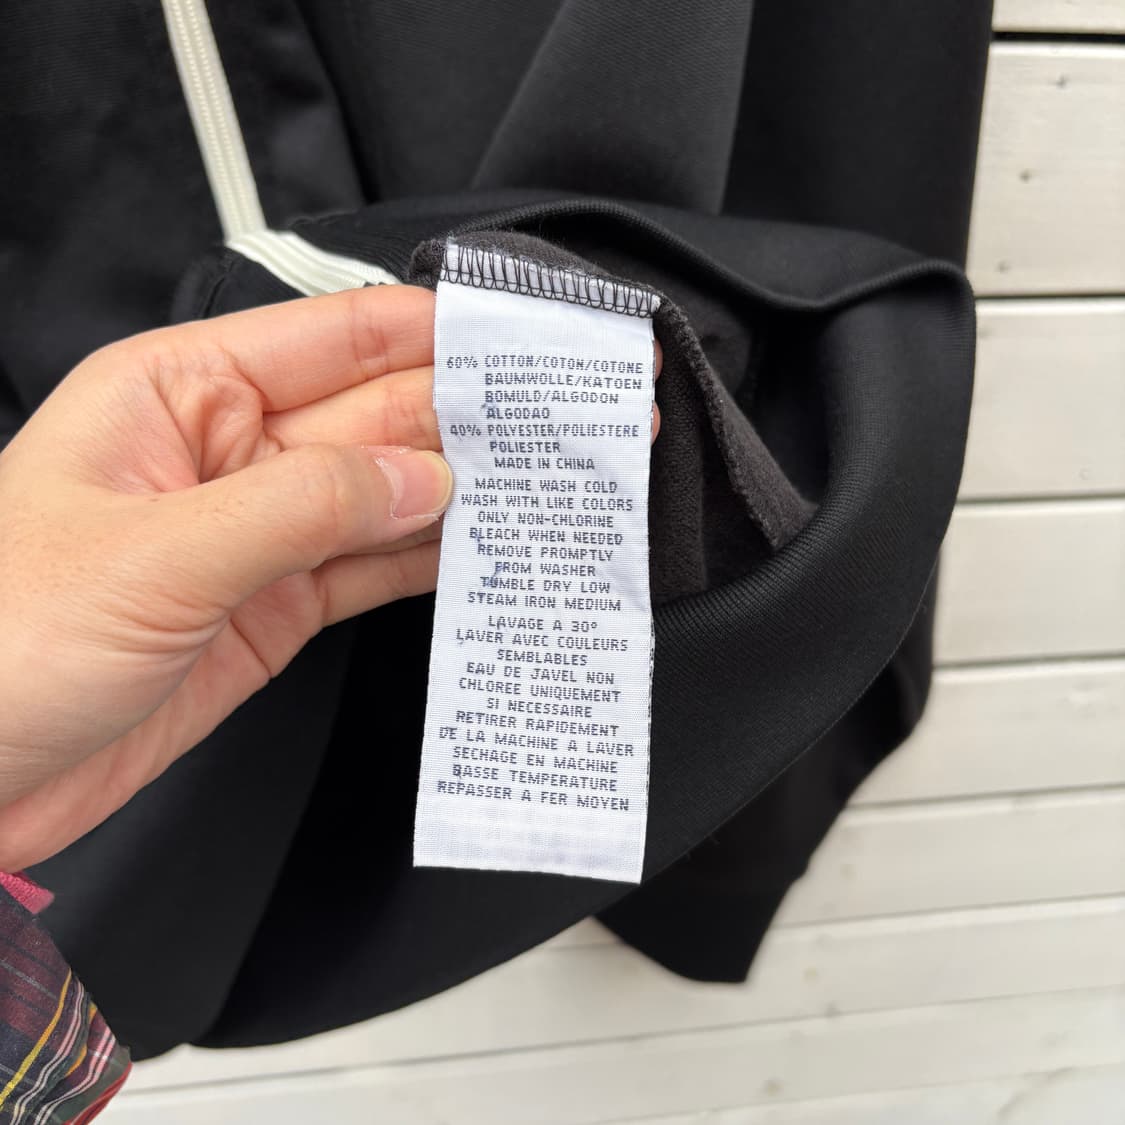 60% COTTON/COTON/COTONE
BAUMWOLLE/KATOEN
BOMULD/ALGODON
ALGODAO
40% POLYESTER/POLIESTERE
POLIESTER
MADE IN CHINA
MACHINE WASH COLD
WASH WITH LIKE COLORS
ONLY NON-CHLORINE
BLEACH WHEN NEEDED
REMOVE PROMPTLY
FROM WASHER
TUMBLE DRY LOW
STEAM IRON MEDIUM
LAVAGE A 30°
LAVER AVEC COULEURS
SEMBLABLES
EAU DE JAVEL NON
CHLOREE UNIQUEMENT
SI NECESSAIRE
RETIRER RAPIDEMENT
DE LA MACHINE A LAVER
SECHAGE EN MACHINE
BASSE TEMPERATURE
REPASSER A FER MOYEN